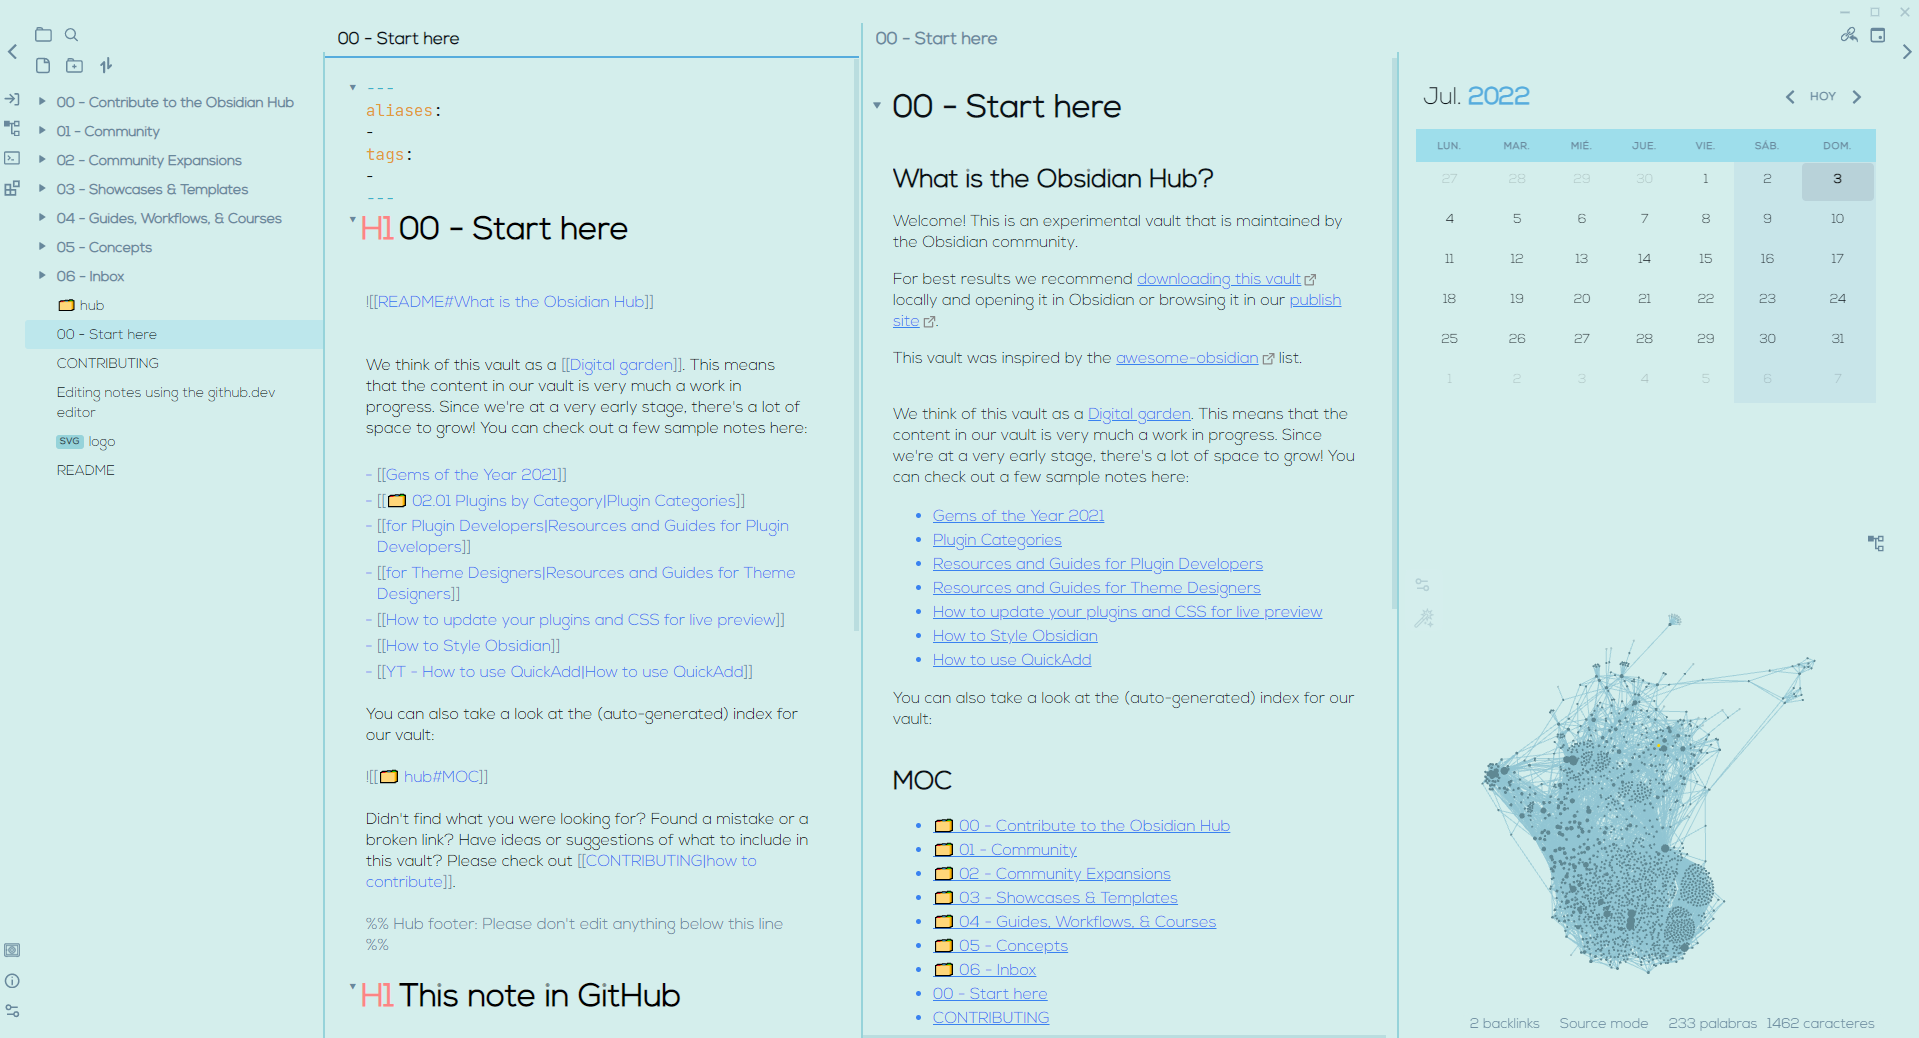 00 - Contribute to the Obsidian Hub
01 - Community
02 - Community Expansions
03 - Showcases & Templates
04 - Guides, Workflows, & Courses
05 - Concepts
06 - Inbox
hub
00 - Start here
CONTRIBUTING
Editing notes using the github.dev
editor
SVG logo
README
00 - Start here
---
aliases:
-
tags:
-
---
H1 00 - Start here
![[README#What is the Obsidian Hub]]
We think of this vault as a [[Digital garden]]. This means
that the content in our vault is very much a work in
progress. Since we're at a very early stage, there's a lot of
space to grow! You can check out a few sample notes here:
- [[Gems of the Year 2021]]
- [[🗂️ 02.01 Plugins by Category|Plugin Categories]]
- [[for Plugin Developers|Resources and Guides for Plugin
Developers]]
- [[for Theme Designers|Resources and Guides for Theme
Designers]]
- [[How to update your plugins and CSS for live preview]]
- [[How to Style Obsidian]]
- [[YT - How to use QuickAdd|How to use QuickAdd]]
You can also take a look at the (auto-generated) index for
our vault:
![[🗂️ hub#MOC]]
Didn't find what you were looking for? Found a mistake or a
broken link? Have ideas or suggestions of what to include in
this vault? Please check out [[CONTRIBUTING|how to
contribute]].
%% Hub footer: Please don't edit anything below this line
%%
H1 This note in GitHub
00 - Start here
00 - Start here
What is the Obsidian Hub?
Welcome! This is an experimental vault that is maintained by
the Obsidian community.
For best results we recommend downloading this vault
locally and opening it in Obsidian or browsing it in our publish
site.
This vault was inspired by the awesome-obsidian list.
We think of this vault as a Digital garden. This means that the
content in our vault is very much a work in progress. Since
we're at a very early stage, there's a lot of space to grow! You
can check out a few sample notes here:
• Gems of the Year 2021
• Plugin Categories
• Resources and Guides for Plugin Developers
• Resources and Guides for Theme Designers
• How to update your plugins and CSS for live preview
• How to Style Obsidian
• How to use QuickAdd
You can also take a look at the (auto-generated) index for our
vault:
MOC
• 🗂️ 00 - Contribute to the Obsidian Hub
• 🗂️ 01 - Community
• 🗂️ 02 - Community Expansions
• 🗂️ 03 - Showcases & Templates
• 🗂️ 04 - Guides, Workflows, & Courses
• 🗂️ 05 - Concepts
• 🗂️ 06 - Inbox
• 00 - Start here
• CONTRIBUTING
Jul. 2022
HOY
LUN. MAR. MIÉ. JUE. VIE. SÁB. DOM.
27 28 29 30 1 2 3
4 5 6 7 8 9 10
11 12 13 14 15 16 17
18 19 20 21 22 23 24
25 26 27 28 29 30 31
1 2 3 4 5 6 7
2 backlinks Source mode 233 palabras 1462 caracteres